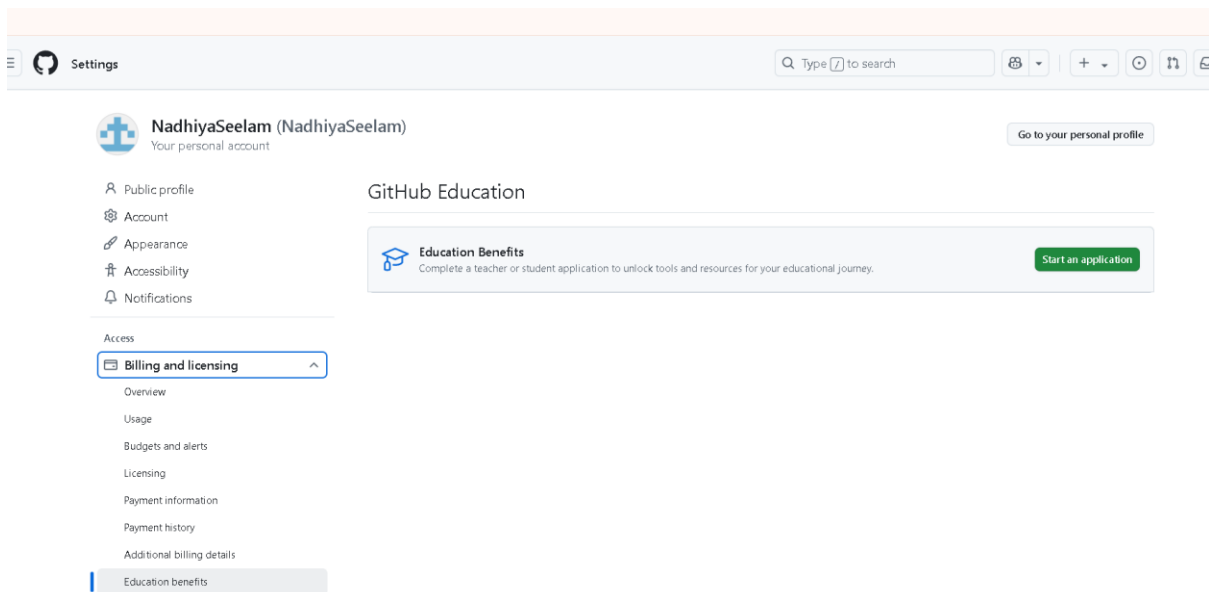 Settings
Type / to search
NadhiyaSeelam (NadhiyaSeelam)
Your personal account
Go to your personal profile
Public profile
Account
Appearance
Accessibility
Notifications
Access
Billing and licensing
Overview
Usage
Budgets and alerts
Licensing
Payment information
Payment history
Additional billing details
Education benefits
GitHub Education
Education Benefits
Complete a teacher or student application to unlock tools and resources for your educational journey.
Start an application